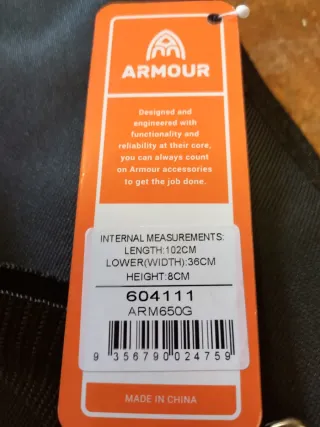 ARMOUR
Designed and
engineered with
functionality and
reliability at their core,
you can always count
on Armour accessories
to get the job done.
INTERNAL MEASUREMENTS:
LENGTH:102CM
LOWER(WIDTH):36CM
HEIGHT:8CM
604111
ARM650G
9 356790 024759
MADE IN CHINA